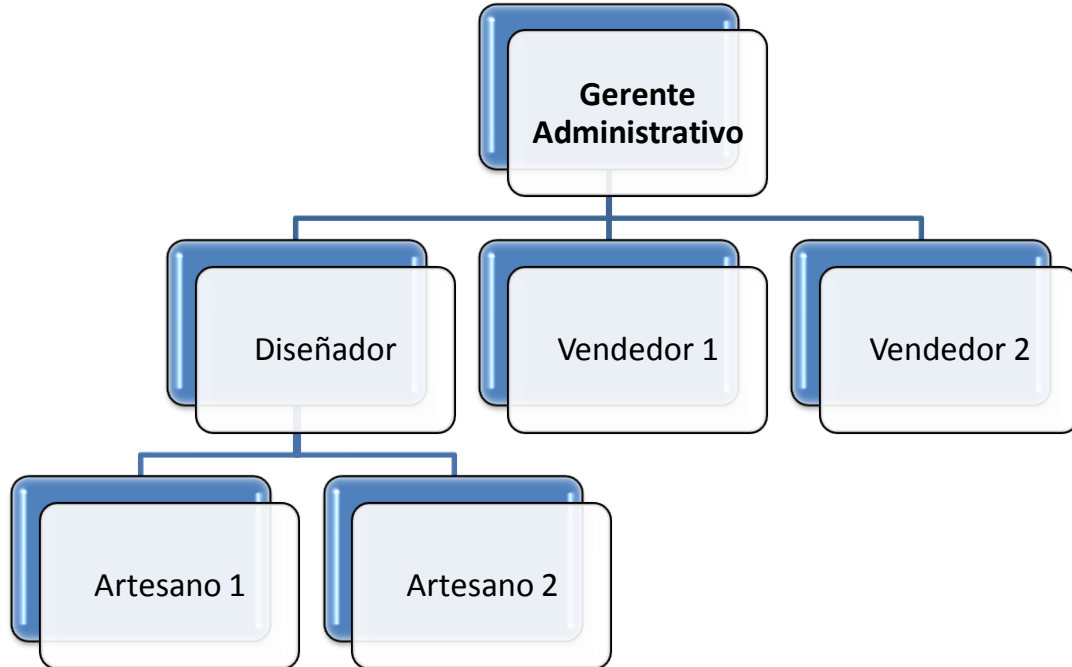 Gerente
Administrativo
Diseñador
Vendedor 1
Vendedor 2
Artesano 1
Artesano 2